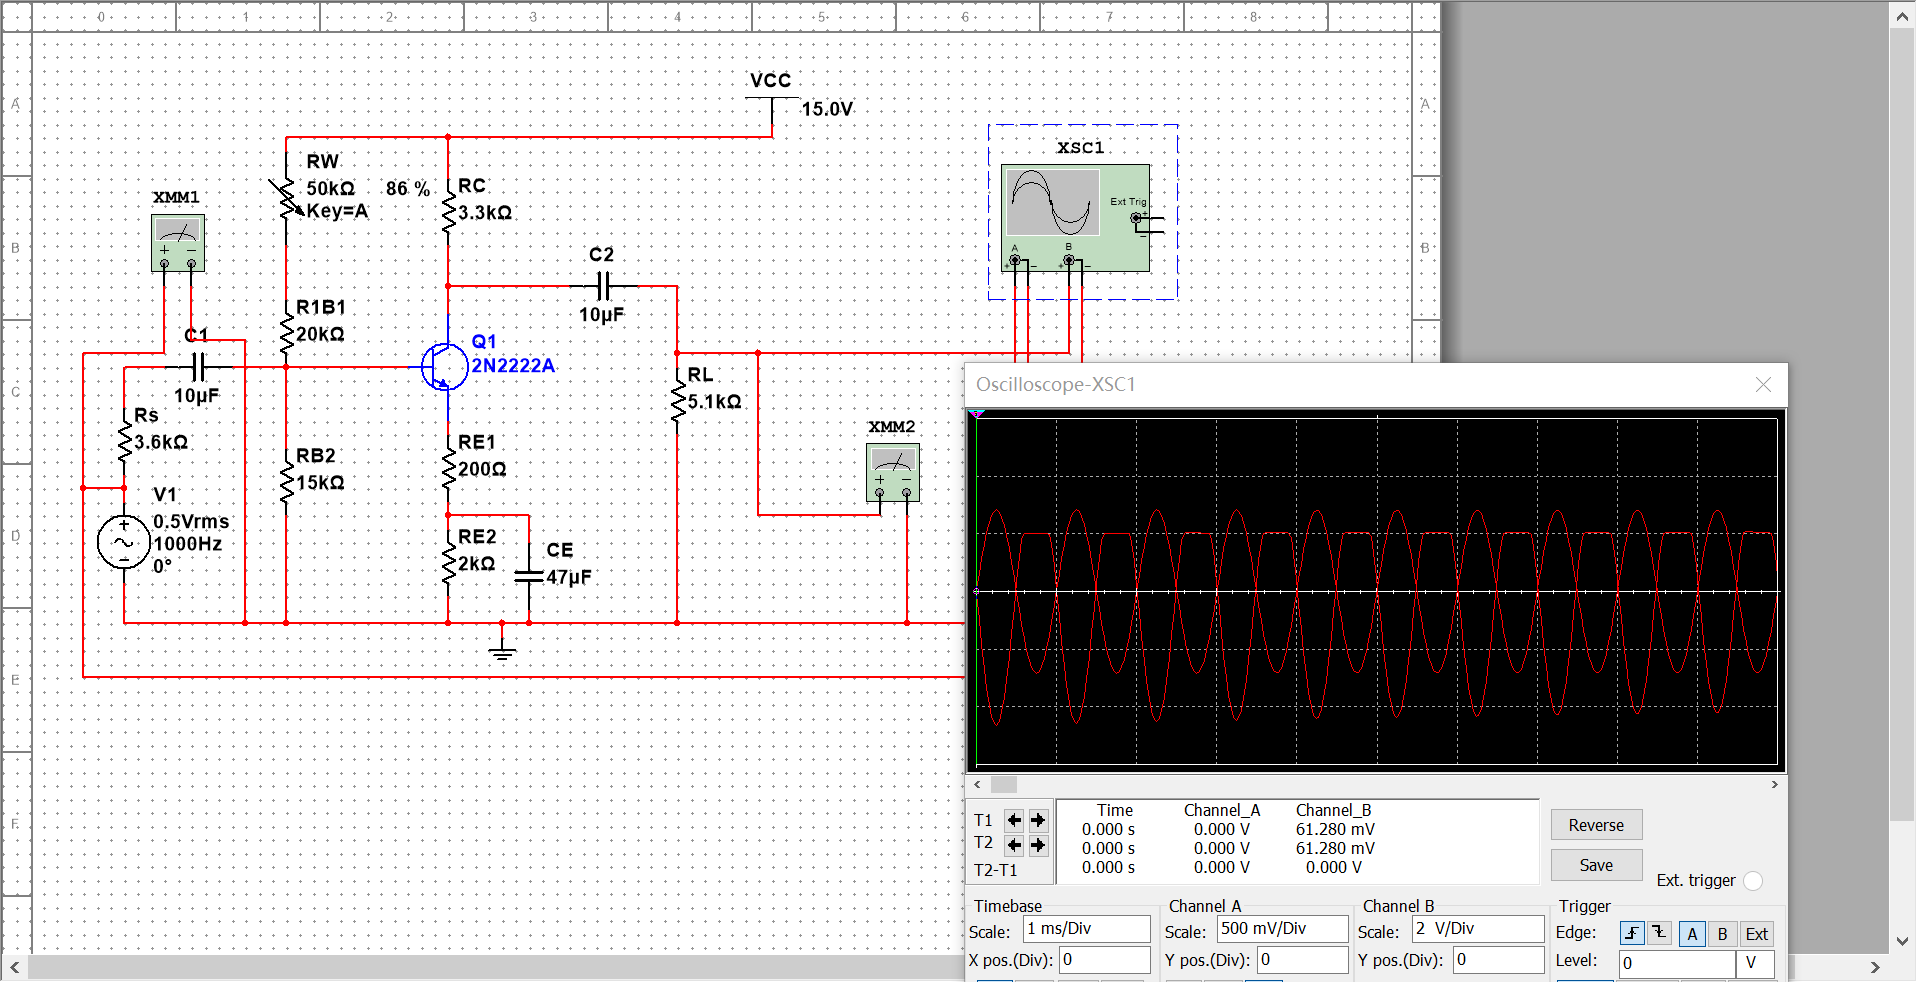 0 1 2 3 4 5 6 7 8
VCC
15.0V
A
A
XSC1
RW
50kΩ
Key=A
86 %
RC
3.3kΩ
XMM1
Ext Trig
+
−
B
B
A
B
+ −
+ −
+ −
C2
10µF
R1B1
20kΩ
C1
10µF
Q1
2N2222A
C
RL
5.1kΩ
Oscilloscope-XSC1
Rs
3.6kΩ
XMM2
+ −
RE1
200Ω
RB2
15kΩ
V1
0.5Vrms
1000Hz
0°
D
RE2
2kΩ
CE
47µF
E
F
Time Channel_A Channel_B
T1 0.000 s 0.000 V 61.280 mV
T2 0.000 s 0.000 V 61.280 mV
T2-T1 0.000 s 0.000 V 0.000 V
Reverse
Save
Ext. trigger
Timebase
Scale: 1 ms/Div
X pos.(Div): 0
Channel A
Scale: 500 mV/Div
Y pos.(Div): 0
Channel B
Scale: 2 V/Div
Y pos.(Div): 0
Trigger
Edge: A B Ext
Level: 0 V